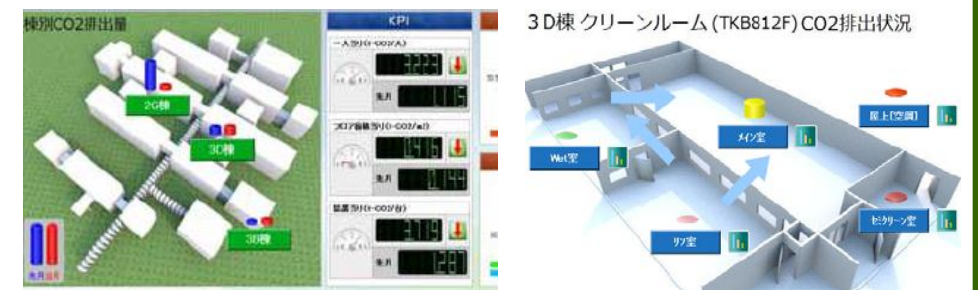 棟別CO2排出量
2G棟
3D棟
3B棟
先月
当月
KPI
一人当り(t-CO2/人)
先月
フロア面積当り(t-CO2/㎡)
先月
装置当り(t-CO2/台)
先月
3D棟 クリーンルーム (TKB812F) CO2排出状況
屋上[空調]
メイン室
Wet室
リソ室
セミクリーン室